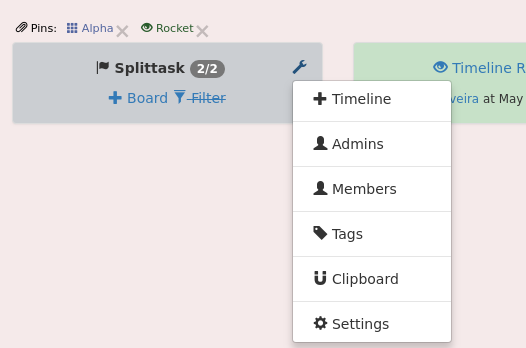 Pins: Alpha Rocket
Splittask 2/2
Board Filter
Timeline R
veira at May
Timeline
Admins
Members
Tags
Clipboard
Settings